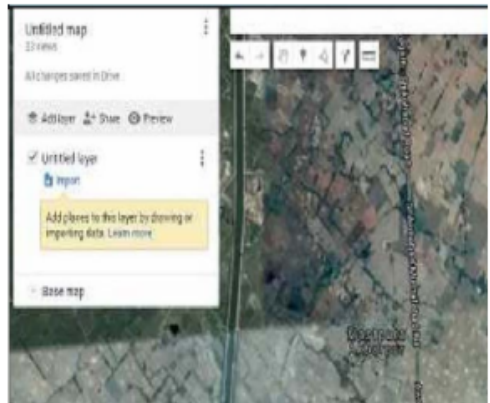 Untitled map
All changes saved in Drive
Add layer Share Preview
Untitled layer
Import
Add places to this layer by drawing or
importing data. Learn more
Base map